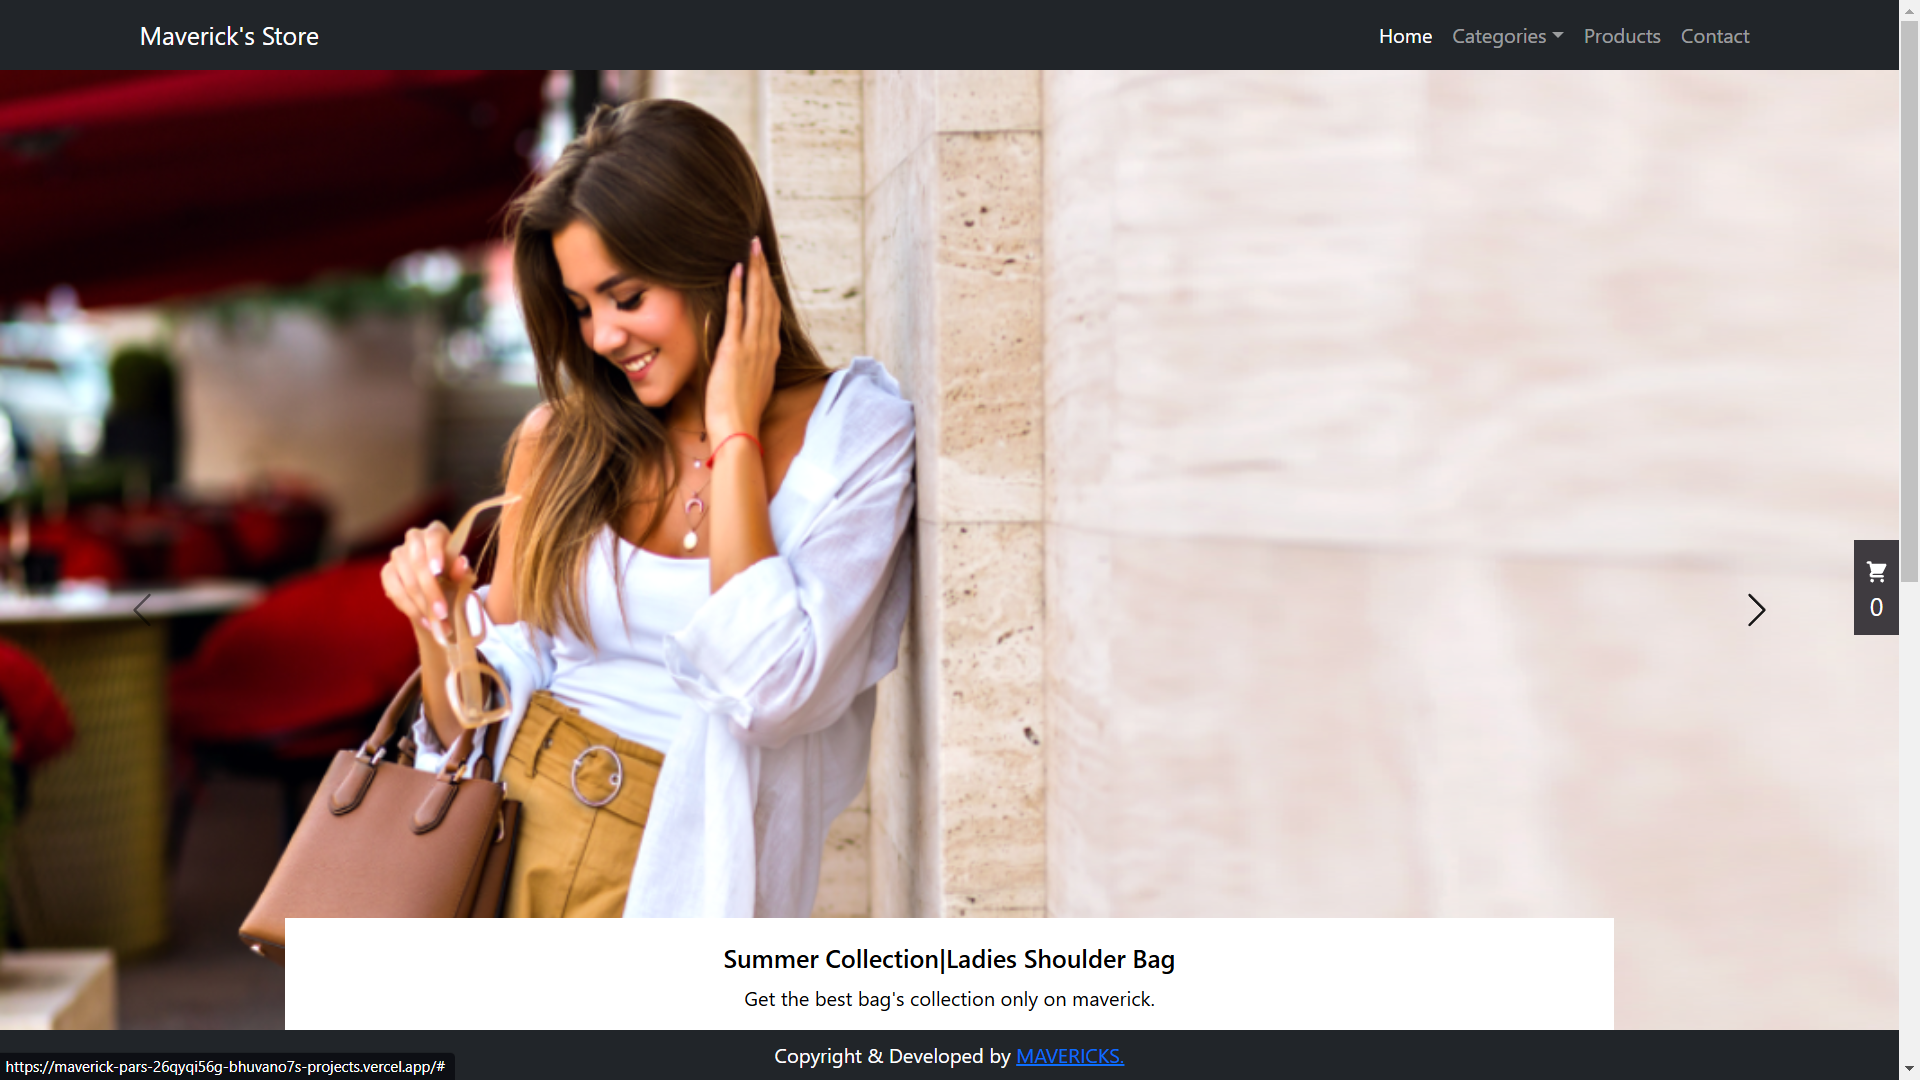 Maverick's Store
Home Categories Products Contact
0
Summer Collection|Ladies Shoulder Bag
Get the best bag's collection only on maverick.
Copyright & Developed by MAVERICKS.
https://maverick-pars-26qyqi56g-bhuvano7s-projects.vercel.app/#